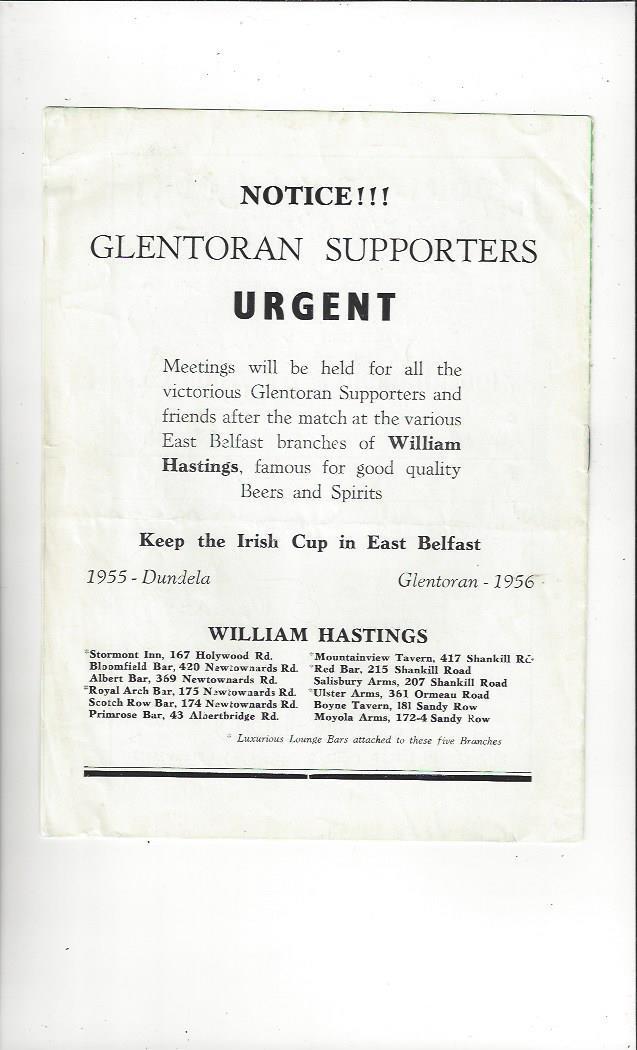 NOTICE!!!
GLENTORAN SUPPORTERS
URGENT
Meetings will be held for all the
victorious Glentoran Supporters and
friends after the match at the various
East Belfast branches of William
Hastings, famous for good quality
Beers and Spirits
Keep the Irish Cup in East Belfast
1955 - Dundela Glentoran - 1956
WILLIAM HASTINGS
*Stormont Inn, 167 Holywood Rd.
Bloomfield Bar, 420 Newtownards Rd.
Albert Bar, 369 Newtownards Rd.
*Royal Arch Bar, 175 Newtownards Rd.
Scotch Row Bar, 174 Newtownards Rd.
Primrose Bar, 43 Albertbridge Rd.
*Mountainview Tavern, 417 Shankill Rd.
*Red Bar, 215 Shankill Road
Salisbury Arms, 207 Shankill Road
*Ulster Arms, 361 Ormeau Road
Boyne Tavern, 181 Sandy Row
Moyola Arms, 172-4 Sandy Row
* Luxurious Lounge Bars attached to these five Branches